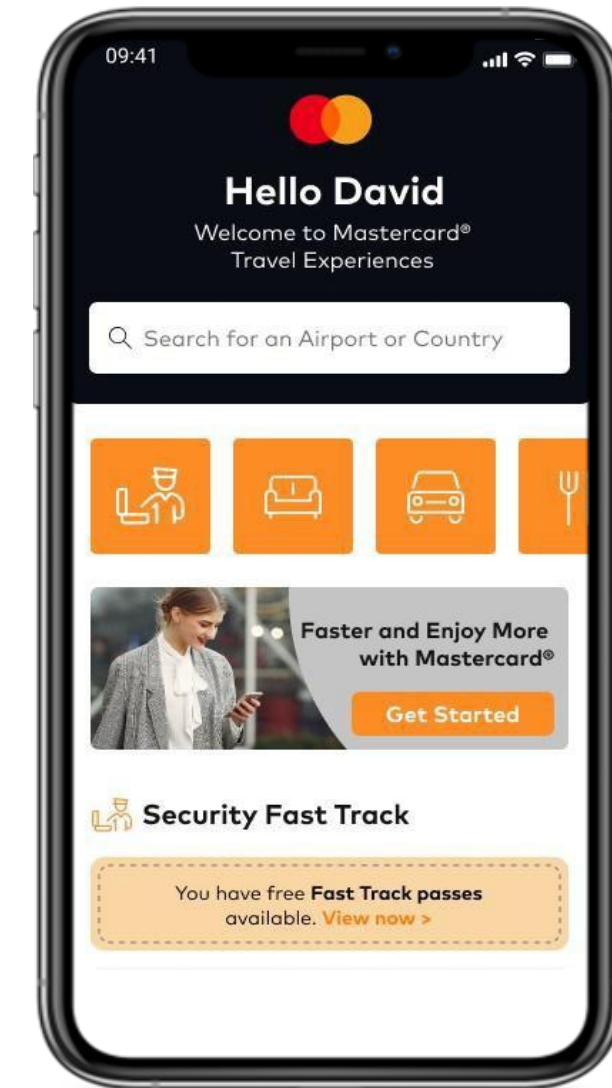 09:41
Hello David
Welcome to Mastercard®
Travel Experiences
Search for an Airport or Country
Faster and Enjoy More
with Mastercard®
Get Started
Security Fast Track
You have free Fast Track passes
available. View now >